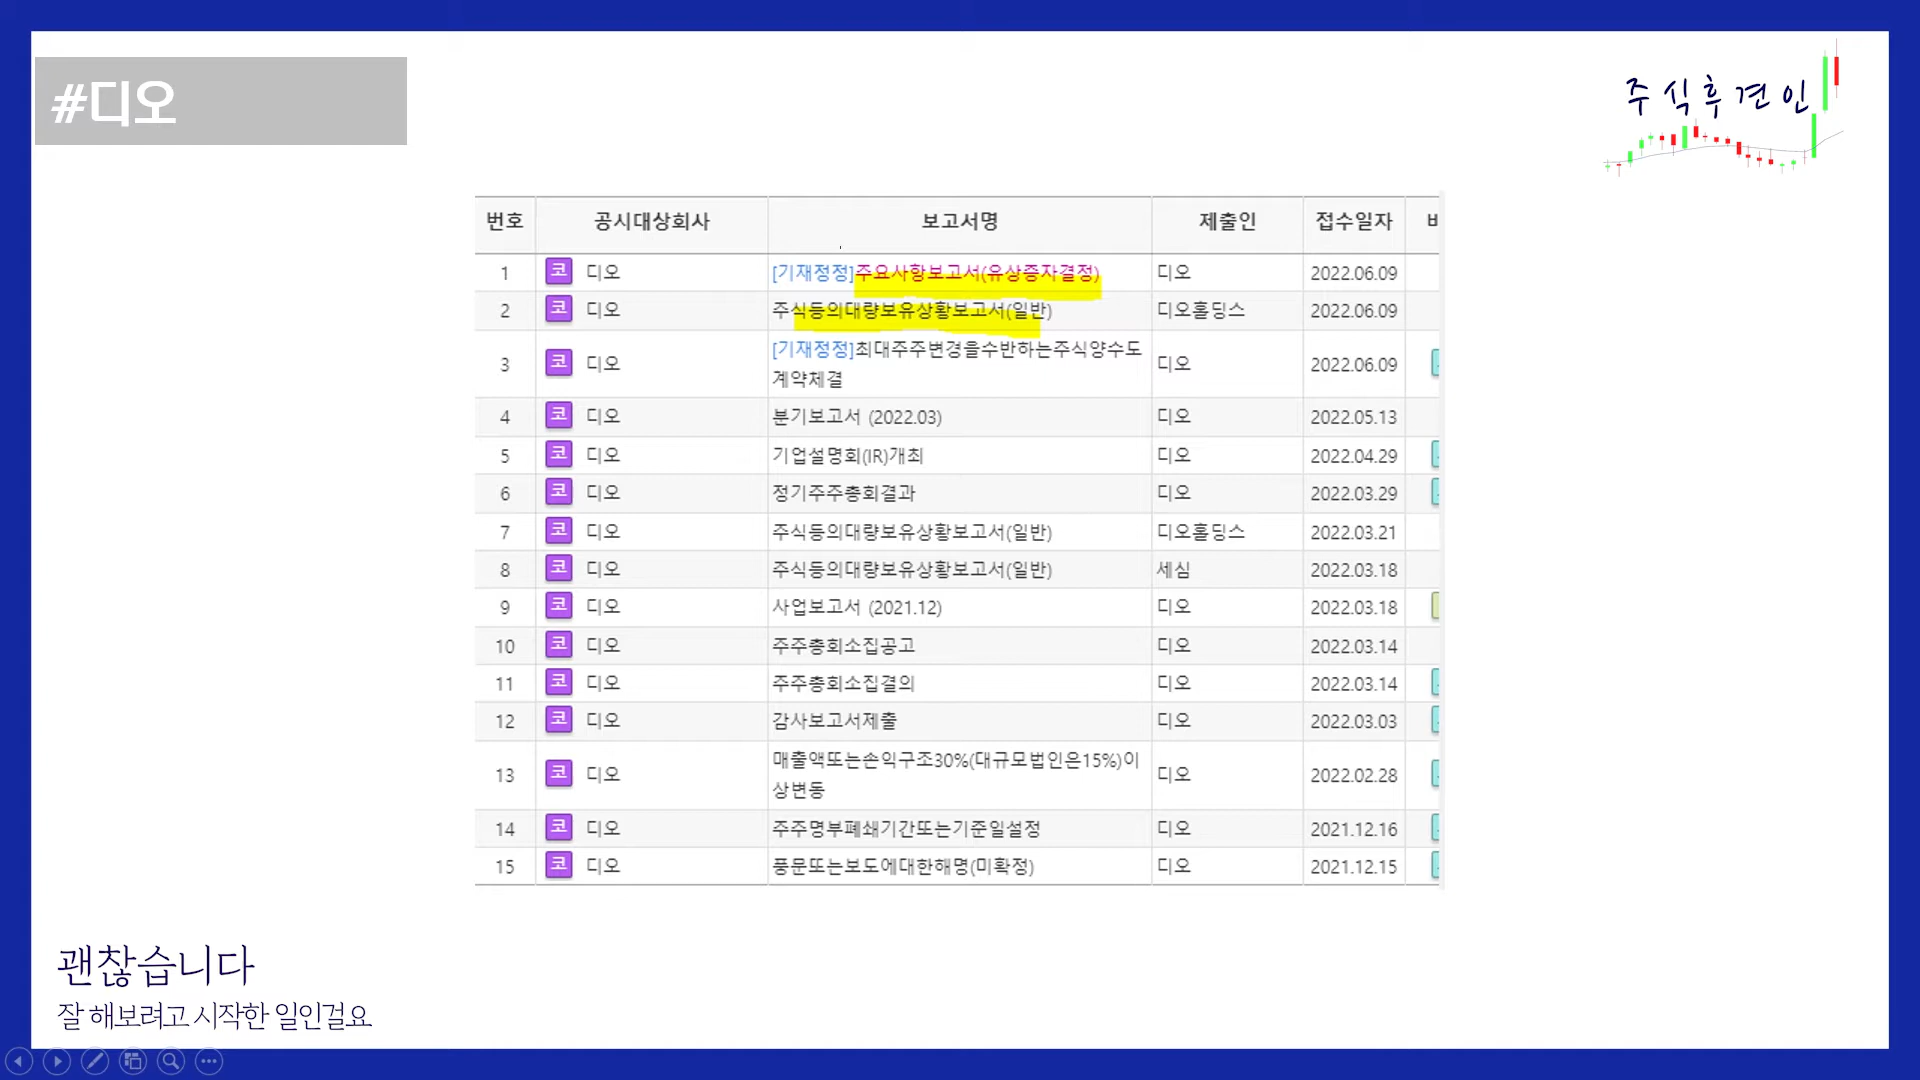 #디오
주식후견인
번호 공시대상회사 보고서명 제출인 접수일자
1 코 디오 [기재정정]주요사항보고서(유상증자결정) 디오 2022.06.09
2 코 디오 주식등의대량보유상황보고서(일반) 디오홀딩스 2022.06.09
3 코 디오 [기재정정]최대주주변경을수반하는주식양수도 디오 2022.06.09
계약체결
4 코 디오 분기보고서 (2022.03) 디오 2022.05.13
5 코 디오 기업설명회(IR)개최 디오 2022.04.29
6 코 디오 정기주주총회결과 디오 2022.03.29
7 코 디오 주식등의대량보유상황보고서(일반) 디오홀딩스 2022.03.21
8 코 디오 주식등의대량보유상황보고서(일반) 세심 2022.03.18
9 코 디오 사업보고서 (2021.12) 디오 2022.03.18
10 코 디오 주주총회소집공고 디오 2022.03.14
11 코 디오 주주총회소집결의 디오 2022.03.14
12 코 디오 감사보고서제출 디오 2022.03.03
13 코 디오 매출액또는손익구조30%(대규모법인은15%)이 디오 2022.02.28
상변동
14 코 디오 주주명부폐쇄기간또는기준일설정 디오 2021.12.16
15 코 디오 풍문또는보도에대한해명(미확정) 디오 2021.12.15
괜찮습니다
잘 해보려고 시작한 일인걸요